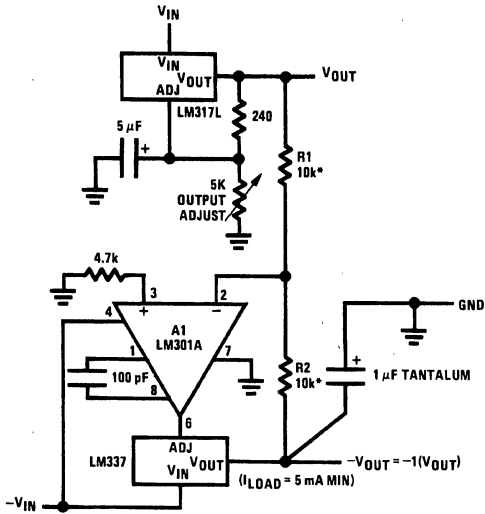 VIN
VIN
VOUT
ADJ
LM317L
VOUT
240
5 μF
+
R1
10k*
5K
OUTPUT
ADJUST
4.7k
3
2
+
−
4
A1
LM301A
1
7
100 pF
8
6
GND
R2
10k*
+
1 μF TANTALUM
ADJ
LM337
VOUT
VIN
−VOUT = −1(VOUT)
(ILOAD = 5 mA MIN)
−VIN